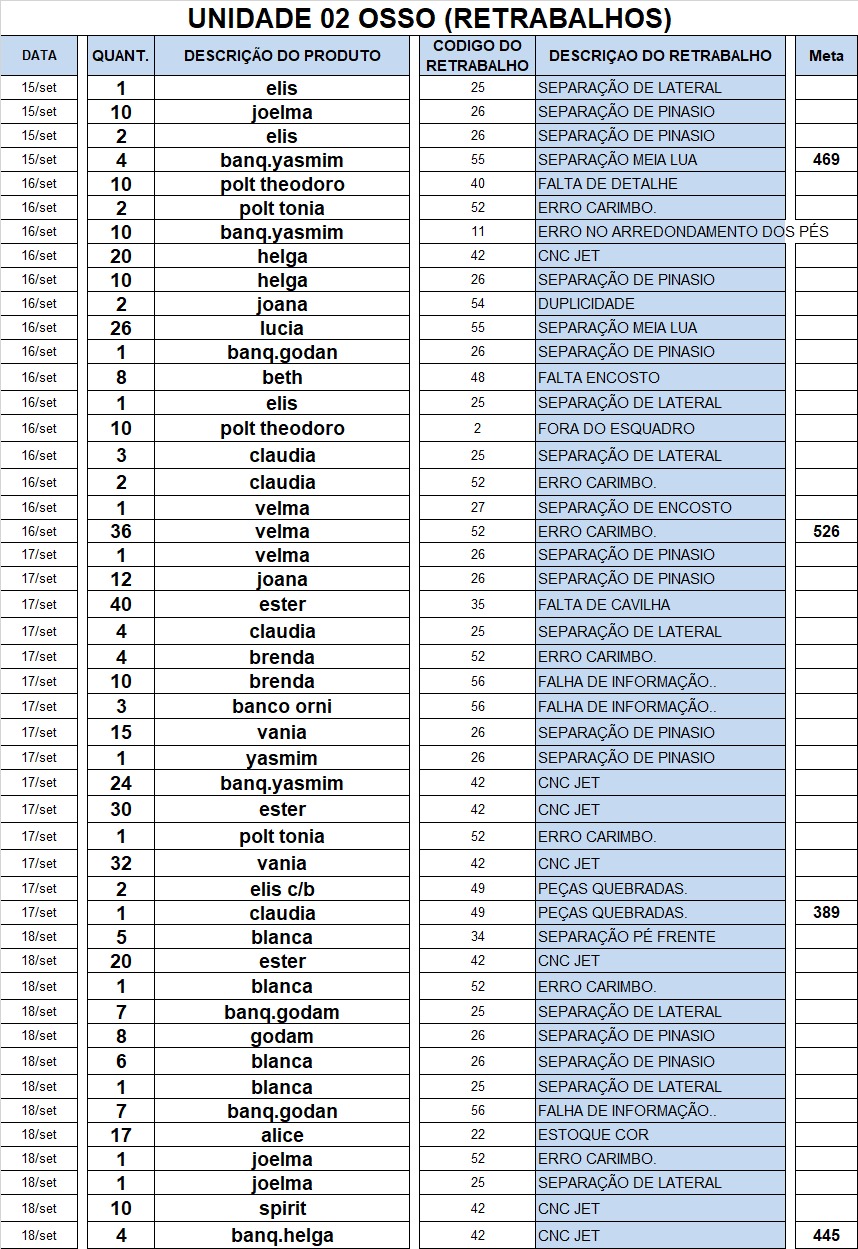 UNIDADE 02 OSSO (RETRABALHOS)
DATA QUANT. DESCRIÇÃO DO PRODUTO CODIGO DO RETRABALHO DESCRIÇAO DO RETRABALHO Meta
15/set 1 elis 25 SEPARAÇÃO DE LATERAL
15/set 10 joelma 26 SEPARAÇÃO DE PINASIO
15/set 2 elis 26 SEPARAÇÃO DE PINASIO
15/set 4 banq.yasmim 55 SEPARAÇÃO MEIA LUA 469
16/set 10 polt theodoro 40 FALTA DE DETALHE
16/set 2 polt tonia 52 ERRO CARIMBO.
16/set 10 banq.yasmim 11 ERRO NO ARREDONDAMENTO DOS PÉS
16/set 20 helga 42 CNC JET
16/set 10 helga 26 SEPARAÇÃO DE PINASIO
16/set 2 joana 54 DUPLICIDADE
16/set 26 lucia 55 SEPARAÇÃO MEIA LUA
16/set 1 banq.godan 26 SEPARAÇÃO DE PINASIO
16/set 8 beth 48 FALTA ENCOSTO
16/set 1 elis 25 SEPARAÇÃO DE LATERAL
16/set 10 polt theodoro 2 FORA DO ESQUADRO
16/set 3 claudia 25 SEPARAÇÃO DE LATERAL
16/set 2 claudia 52 ERRO CARIMBO.
16/set 1 velma 27 SEPARAÇÃO DE ENCOSTO
16/set 36 velma 52 ERRO CARIMBO. 526
17/set 1 velma 26 SEPARAÇÃO DE PINASIO
17/set 12 joana 26 SEPARAÇÃO DE PINASIO
17/set 40 ester 35 FALTA DE CAVILHA
17/set 4 claudia 25 SEPARAÇÃO DE LATERAL
17/set 4 brenda 52 ERRO CARIMBO.
17/set 10 brenda 56 FALHA DE INFORMAÇÃO..
17/set 3 banco orni 56 FALHA DE INFORMAÇÃO..
17/set 15 vania 26 SEPARAÇÃO DE PINASIO
17/set 1 yasmim 26 SEPARAÇÃO DE PINASIO
17/set 24 banq.yasmim 42 CNC JET
17/set 30 ester 42 CNC JET
17/set 1 polt tonia 52 ERRO CARIMBO.
17/set 32 vania 42 CNC JET
17/set 2 elis c/b 49 PEÇAS QUEBRADAS.
17/set 1 claudia 49 PEÇAS QUEBRADAS. 389
18/set 5 blanca 34 SEPARAÇÃO PÉ FRENTE
18/set 20 ester 42 CNC JET
18/set 1 blanca 52 ERRO CARIMBO.
18/set 7 banq.godam 25 SEPARAÇÃO DE LATERAL
18/set 8 godam 26 SEPARAÇÃO DE PINASIO
18/set 6 blanca 26 SEPARAÇÃO DE PINASIO
18/set 1 blanca 25 SEPARAÇÃO DE LATERAL
18/set 7 banq.godan 56 FALHA DE INFORMAÇÃO..
18/set 17 alice 22 ESTOQUE COR
18/set 1 joelma 52 ERRO CARIMBO.
18/set 1 joelma 25 SEPARAÇÃO DE LATERAL
18/set 10 spirit 42 CNC JET
18/set 4 banq.helga 42 CNC JET 445